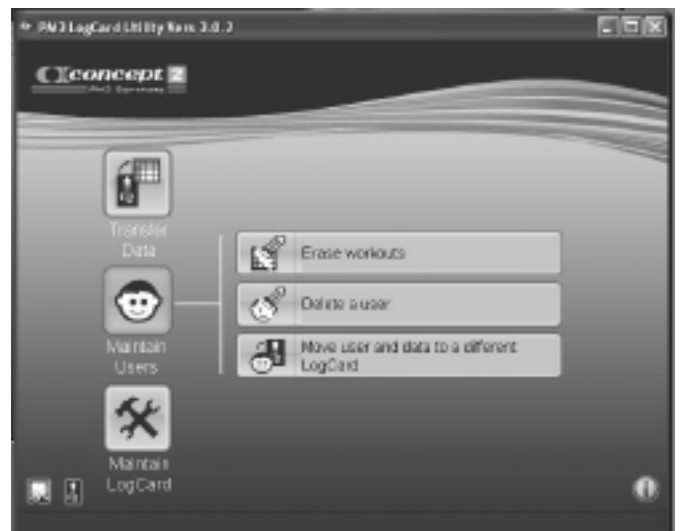 PM3 LogCard Utility Vers 3.0.2
concept 2
Transfer
Data
Erase workouts
Delete a user
Maintain
Users
Move user and data to a different
LogCard
Maintain
LogCard